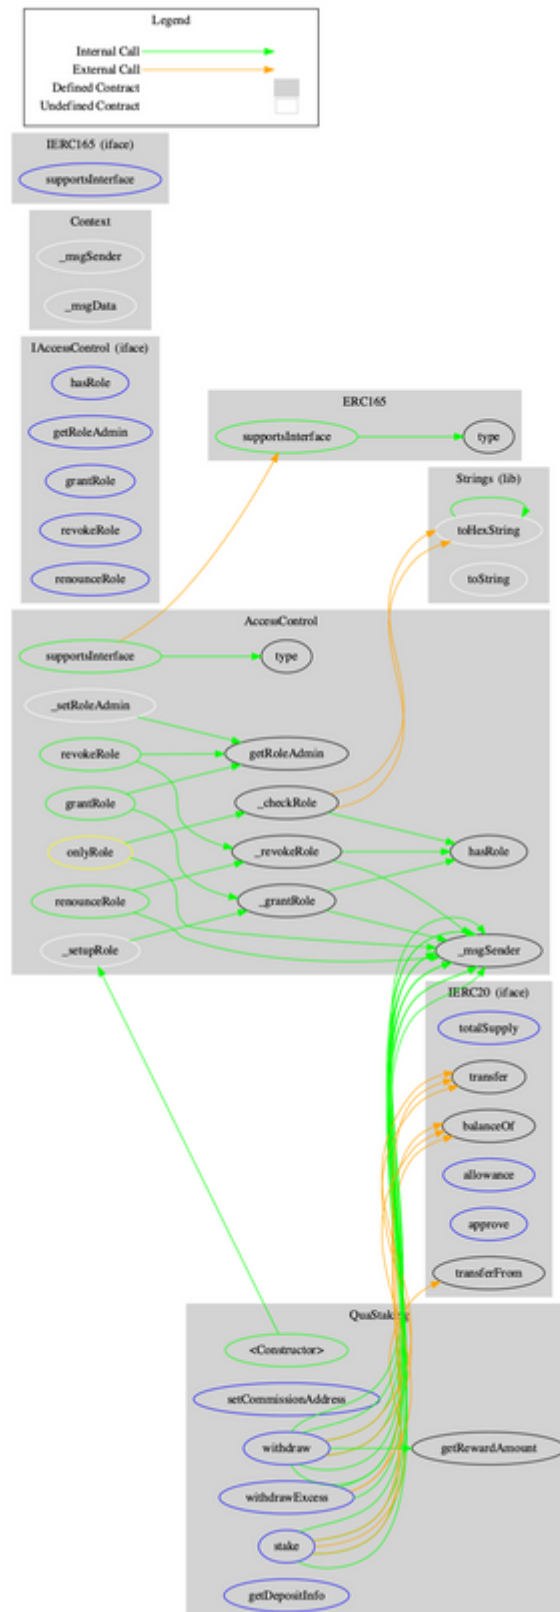 Legend
Internal Call
External Call
Defined Contract
Undefined Contract
IERC165 (iface)
supportsInterface
Context
_msgSender
_msgData
IAccessControl (iface)
hasRole
getRoleAdmin
grantRole
revokeRole
renounceRole
ERC165
supportsInterface
type
Strings (lib)
toHexString
toString
AccessControl
supportsInterface
type
_setRoleAdmin
revokeRole
getRoleAdmin
grantRole
_checkRole
onlyRole
_revokeRole
hasRole
renounceRole
_grantRole
_setupRole
_msgSender
IERC20 (iface)
totalSupply
transfer
balanceOf
allowance
approve
transferFrom
QuaStaking
<Constructor>
setCommissionAddress
withdraw
getRewardAmount
withdrawExcess
stake
getDepositInfo